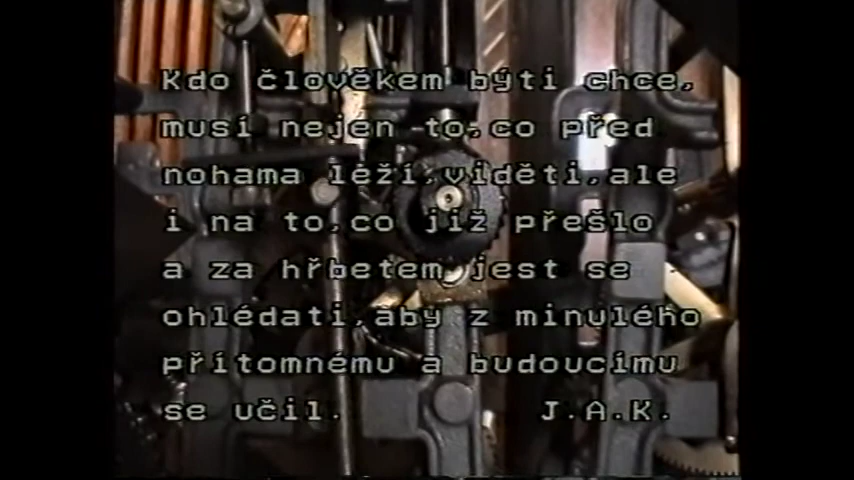 Kdo člověkem býti chce,
musí nejen to,co před
nohama leží,viděti,ale
i na to,co již přešlo
a za hřbetem jest se
ohlédati,aby z minulého
přítomnému a budoucímu
se učil. J.A.K.